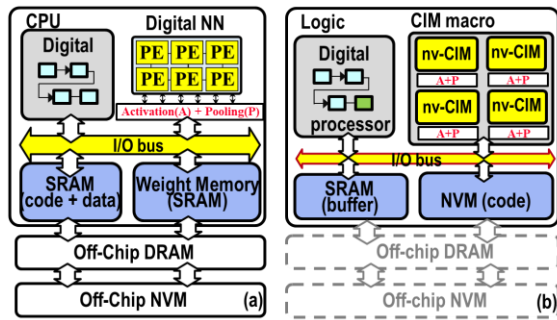 CPU
Digital NN
Digital
PE PE PE
PE PE PE
Activation(A) + Pooling(P)
I/O bus
SRAM
(code + data)
Weight Memory
(SRAM)
Off-Chip DRAM
Off-Chip NVM
(a)
Logic
CIM macro
Digital
processor
nv-CIM nv-CIM
A+P A+P
nv-CIM nv-CIM
A+P A+P
I/O bus
SRAM
(buffer)
NVM (code)
Off-Chip DRAM
Off-Chip NVM
(b)